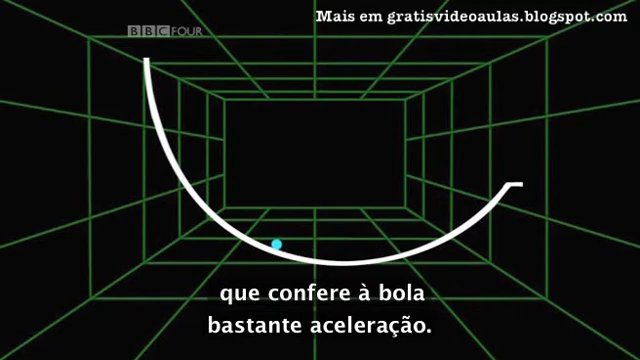 Mais em gratisvideoaulas.blogspot.com
BBC FOUR
que confere à bola
bastante aceleração.